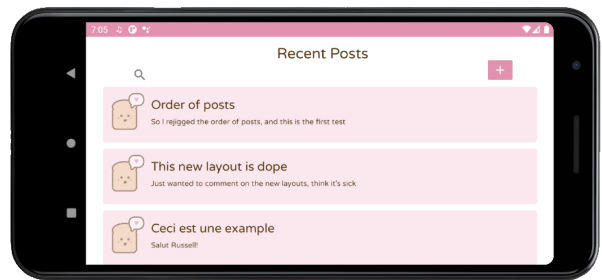 7:05
Recent Posts
+
Order of posts
So I rejigged the order of posts, and this is the first test
This new layout is dope
Just wanted to comment on the new layouts, think it's sick
Ceci est une example
Salut Russell!